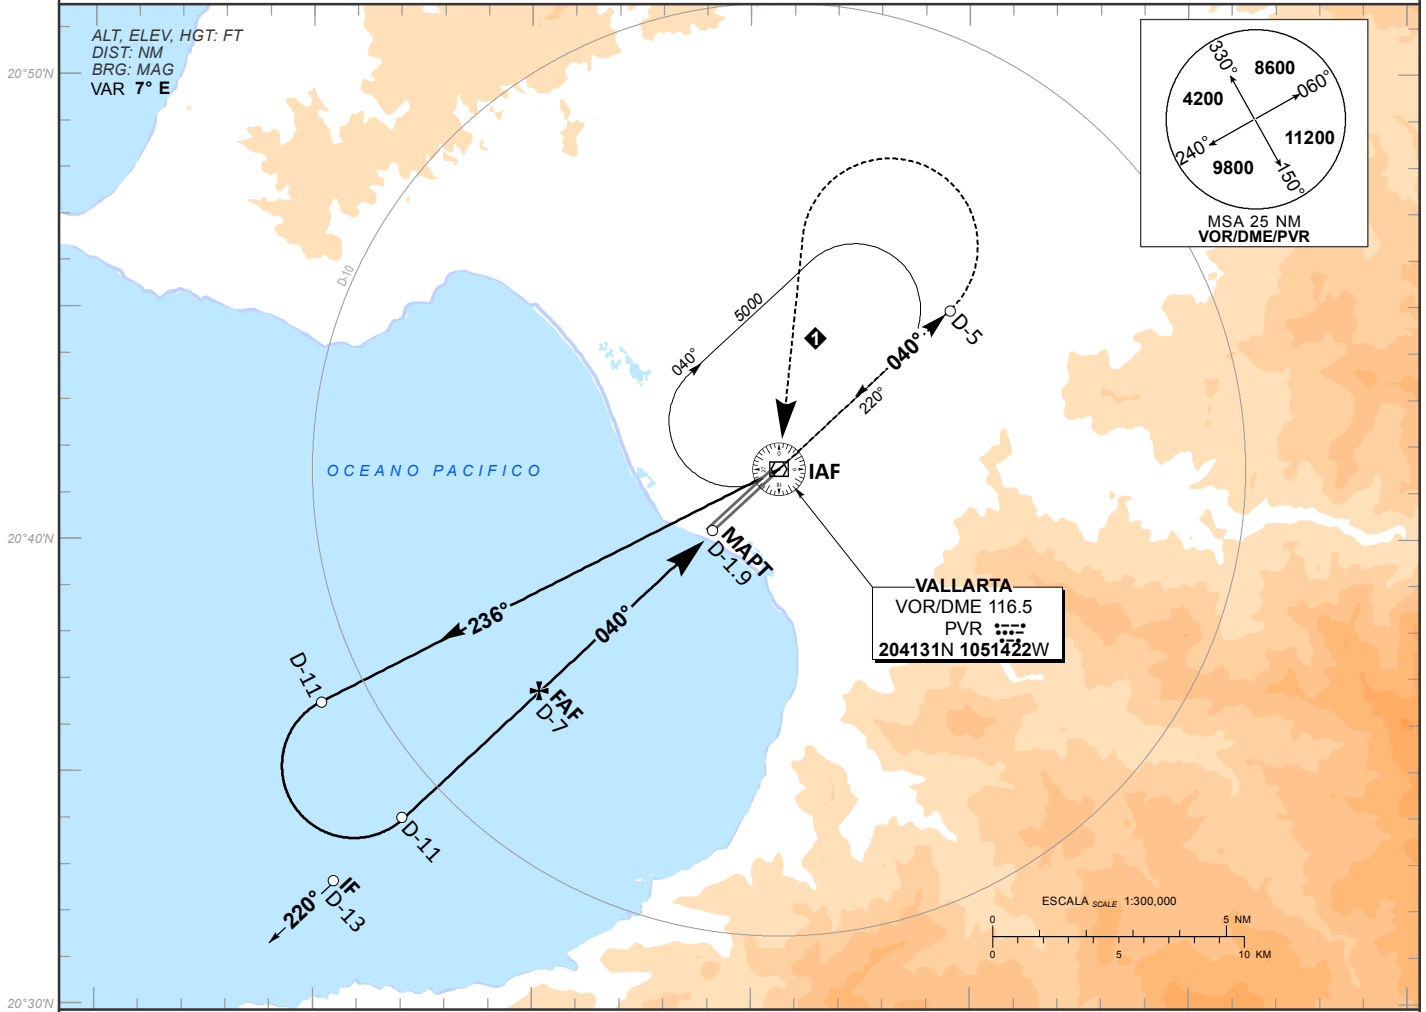 ALT, ELEV, HGT: FT
DIST: NM
BRG: MAG
VAR 7° E
20°50'N
20°40'N
20°30'N
330°
8600
060°
4200
11200
240°
9800
150°
MSA 25 NM
VOR/DME/PVR
D-10
5000
040°
1
040°
D-5
220°
OCEANO PACIFICO
IAF
MAPT
D-1.9
VALLARTA
VOR/DME 116.5
PVR
204131N 1051422W
236°
040°
D-11
FAF
D-7
D-11
IF
D-13
220°
ESCALA SCALE 1:300,000
0 5 NM
0 5 10 KM